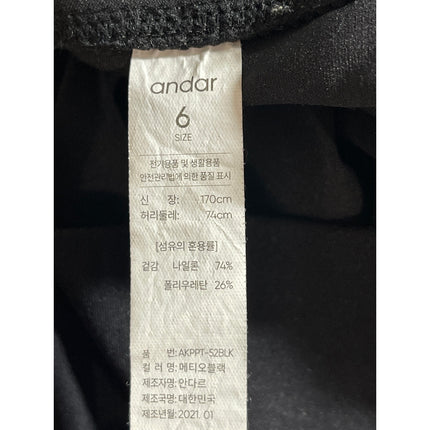 andar
6
SIZE
전기용품 및 생활용품
안전관리법에 의한 품질 표시
신 장: 170cm
허리둘레: 74cm
[섬유의 혼용률]
겉감 나일론 74%
폴리우레탄 26%
품 번: AKPPT-52BLK
컬 러 명: 메티오블랙
제조자명: 안다르
제조국명: 대한민국
제조년월: 2021. 01